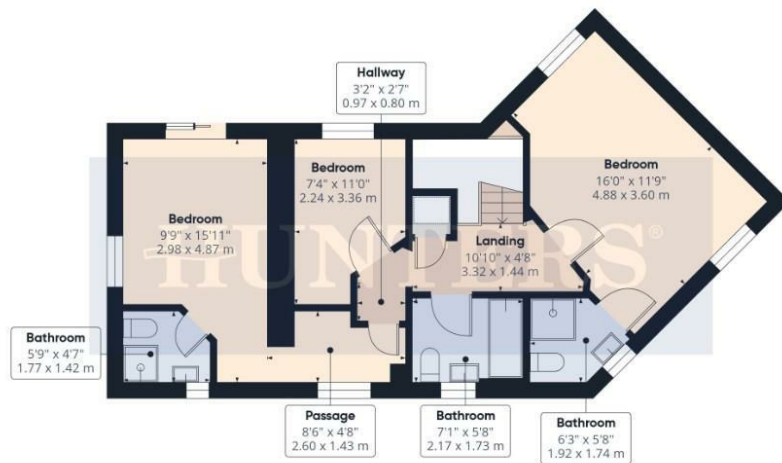 Hallway
3'2" x 2'7"
0.97 x 0.80 m
Bedroom
7'4" x 11'0"
2.24 x 3.36 m
Bedroom
16'0" x 11'9"
4.88 x 3.60 m
Bedroom
9'9" x 15'11"
2.98 x 4.87 m
Landing
10'10" x 4'8"
3.32 x 1.44 m
HUNTERS®
Bathroom
5'9" x 4'7"
1.77 x 1.42 m
Passage
8'6" x 4'8"
2.60 x 1.43 m
Bathroom
7'1" x 5'8"
2.17 x 1.73 m
Bathroom
6'3" x 5'8"
1.92 x 1.74 m